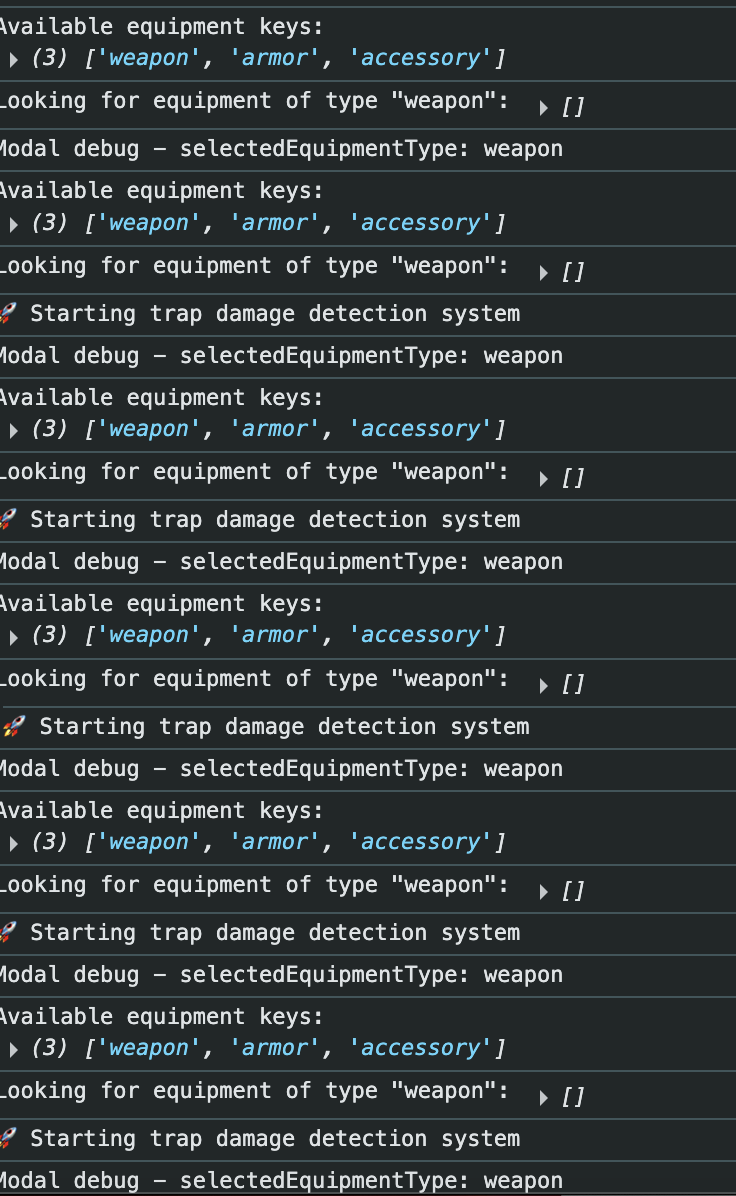 Available equipment keys:
(3) ['weapon', 'armor', 'accessory']
Looking for equipment of type "weapon": []
Modal debug – selectedEquipmentType: weapon
Available equipment keys:
(3) ['weapon', 'armor', 'accessory']
Looking for equipment of type "weapon": []
🚀 Starting trap damage detection system
Modal debug – selectedEquipmentType: weapon
Available equipment keys:
(3) ['weapon', 'armor', 'accessory']
Looking for equipment of type "weapon": []
🚀 Starting trap damage detection system
Modal debug – selectedEquipmentType: weapon
Available equipment keys:
(3) ['weapon', 'armor', 'accessory']
Looking for equipment of type "weapon": []
🚀 Starting trap damage detection system
Modal debug – selectedEquipmentType: weapon
Available equipment keys:
(3) ['weapon', 'armor', 'accessory']
Looking for equipment of type "weapon": []
🚀 Starting trap damage detection system
Modal debug – selectedEquipmentType: weapon
Available equipment keys:
(3) ['weapon', 'armor', 'accessory']
Looking for equipment of type "weapon": []
🚀 Starting trap damage detection system
Modal debug – selectedEquipmentType: weapon